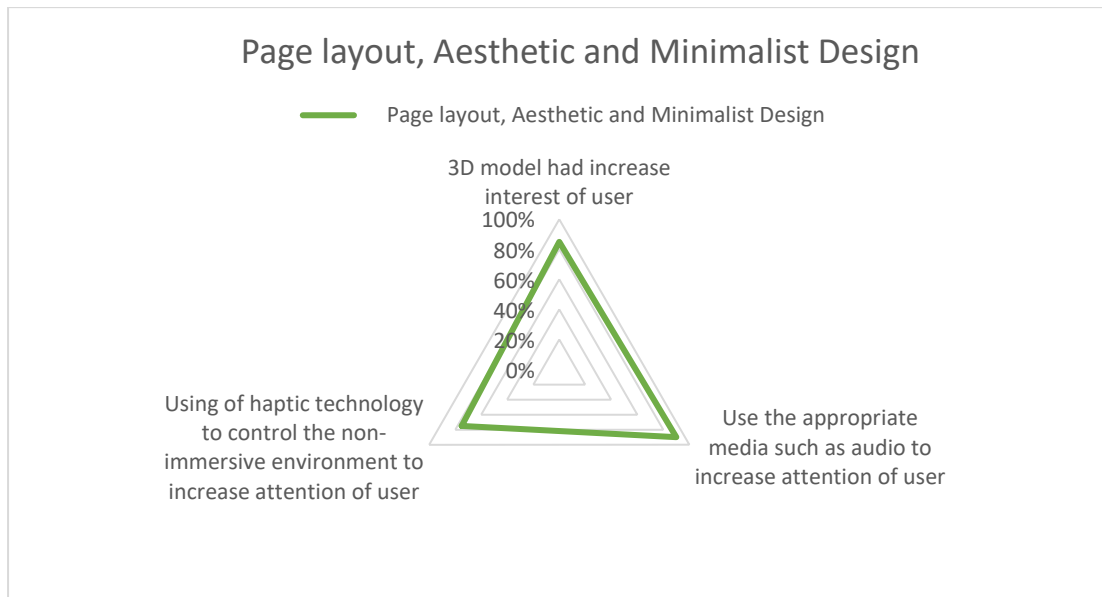 Page layout, Aesthetic and Minimalist Design
Page layout, Aesthetic and Minimalist Design
3D model had increase
interest of user
100%
80%
60%
40%
20%
0%
Using of haptic technology
to control the non-
immersive environment to
increase attention of user
Use the appropriate
media such as audio to
increase attention of user